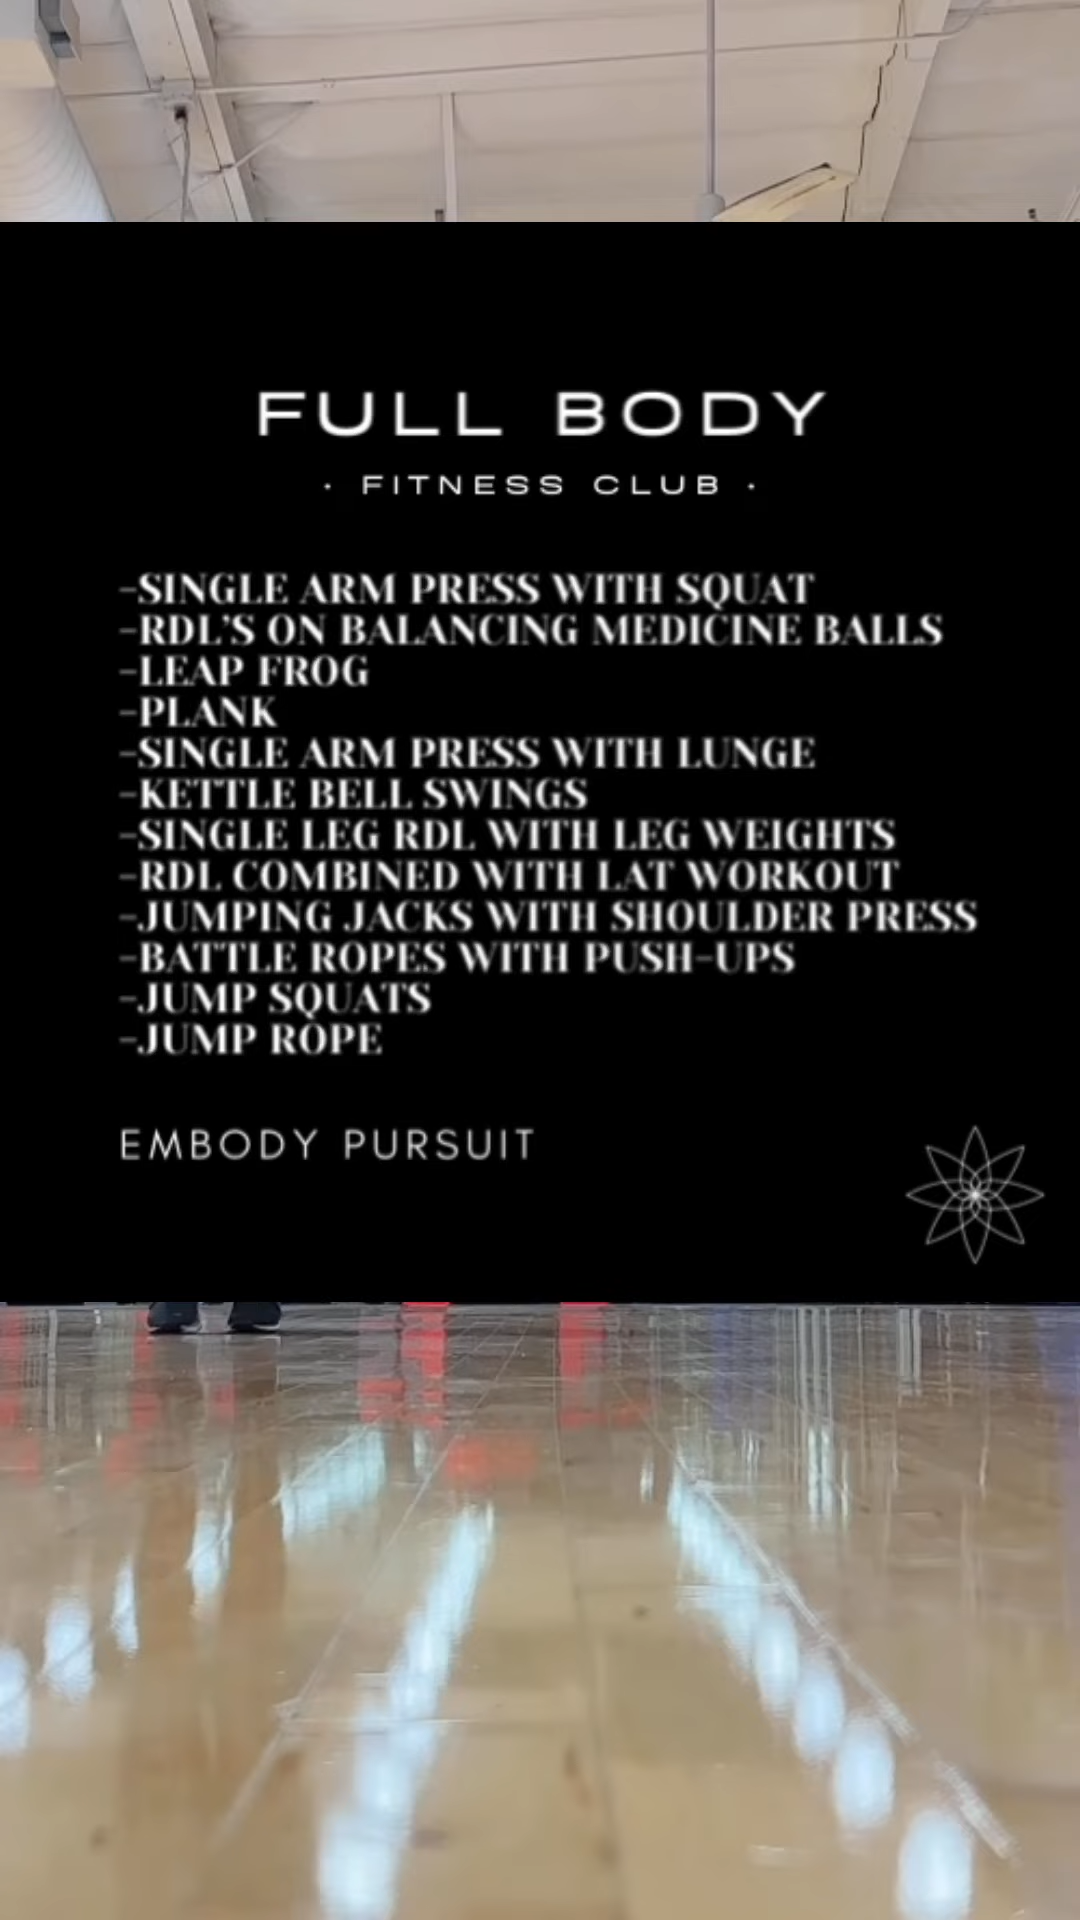 FULL BODY
· FITNESS CLUB ·
-SINGLE ARM PRESS WITH SQUAT
-RDL'S ON BALANCING MEDICINE BALLS
-LEAP FROG
-PLANK
-SINGLE ARM PRESS WITH LUNGE
-KETTLE BELL SWINGS
-SINGLE LEG RDL WITH LEG WEIGHTS
-RDL COMBINED WITH LAT WORKOUT
-JUMPING JACKS WITH SHOULDER PRESS
-BATTLE ROPES WITH PUSH-UPS
-JUMP SQUATS
-JUMP ROPE
EMBODY PURSUIT